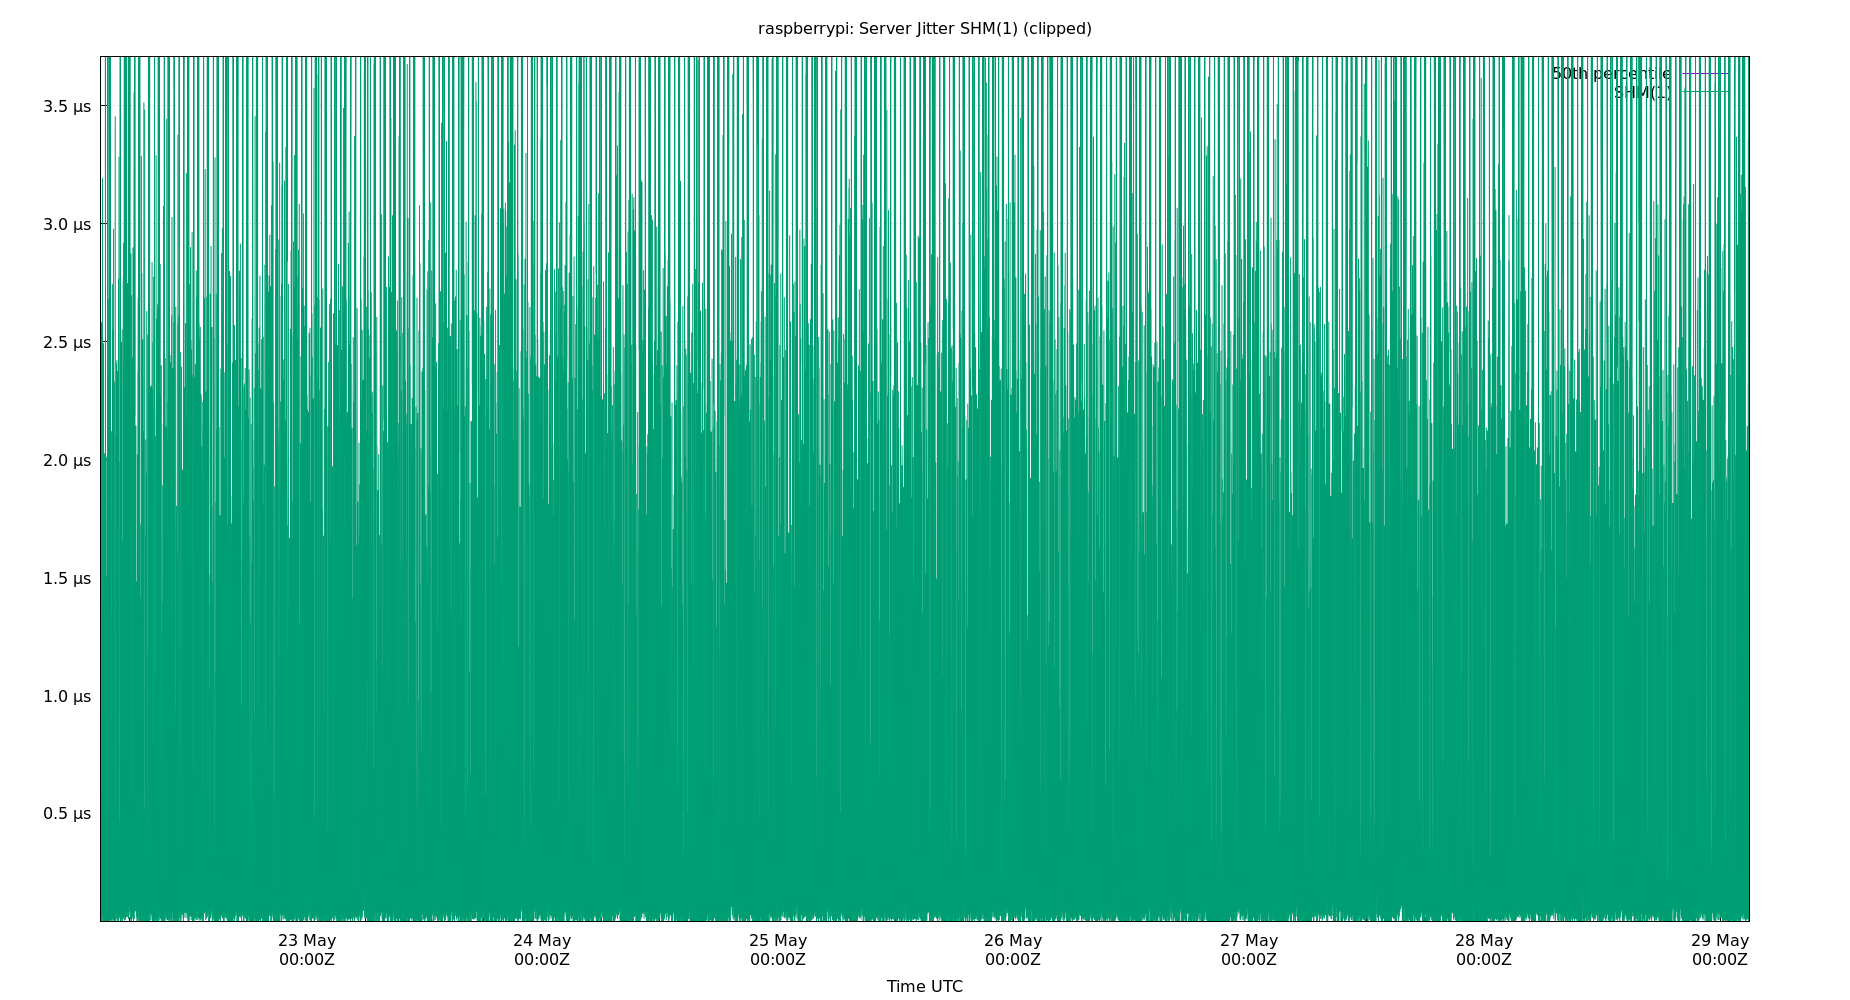 raspberrypi: Server Jitter SHM(1) (clipped)
50th percentile
SHM(1)
3.5 µs
3.0 µs
2.5 µs
2.0 µs
1.5 µs
1.0 µs
0.5 µs
23 May 24 May 25 May 26 May 27 May 28 May 29 May
00:00Z 00:00Z 00:00Z 00:00Z 00:00Z 00:00Z 00:00Z
Time UTC